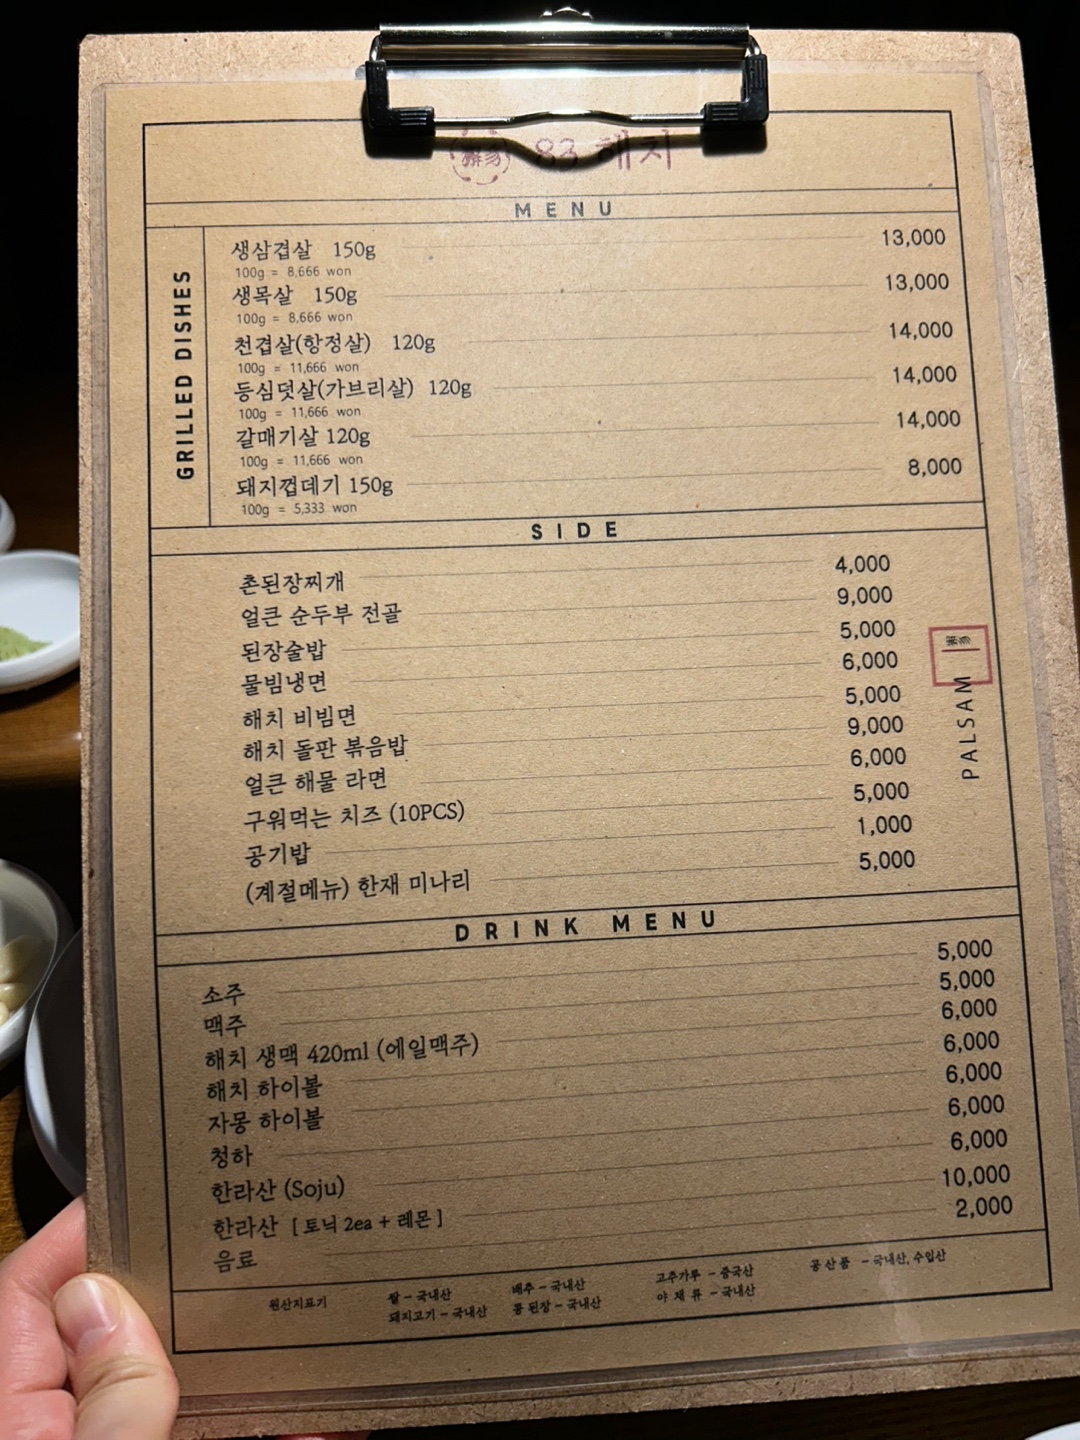 83 해치
MENU
GRILLED DISHES
생삼겹살 150g 13,000
100g = 8,666 won
생목살 150g 13,000
100g = 8,666 won
천겹살(항정살) 120g 14,000
100g = 11,666 won
등심덧살(가브리살) 120g 14,000
100g = 11,666 won
갈매기살 120g 14,000
100g = 11,666 won
돼지껍데기 150g 8,000
100g = 5,333 won
SIDE
촌된장찌개 4,000
얼큰 순두부 전골 9,000
된장술밥 5,000
물빔냉면 6,000
해치 비빔면 5,000
해치 돌판 볶음밥 9,000
얼큰 해물 라면 6,000
구워먹는 치즈 (10PCS) 5,000
공기밥 1,000
(계절메뉴) 한재 미나리 5,000
PALSAM
DRINK MENU
소주 5,000
맥주 5,000
해치 생맥 420ml (에일맥주) 6,000
해치 하이볼 6,000
자몽 하이볼 6,000
청하 6,000
한라산 (Soju) 6,000
한라산 [ 토닉 2ea + 레몬 ] 10,000
음료 2,000
원산지표기
쌀 – 국내산 배추 – 국내산 고추가루 – 중국산 공산품 – 국내산, 수입산
돼지고기 – 국내산 콩 된장 – 국내산 야채류 – 국내산